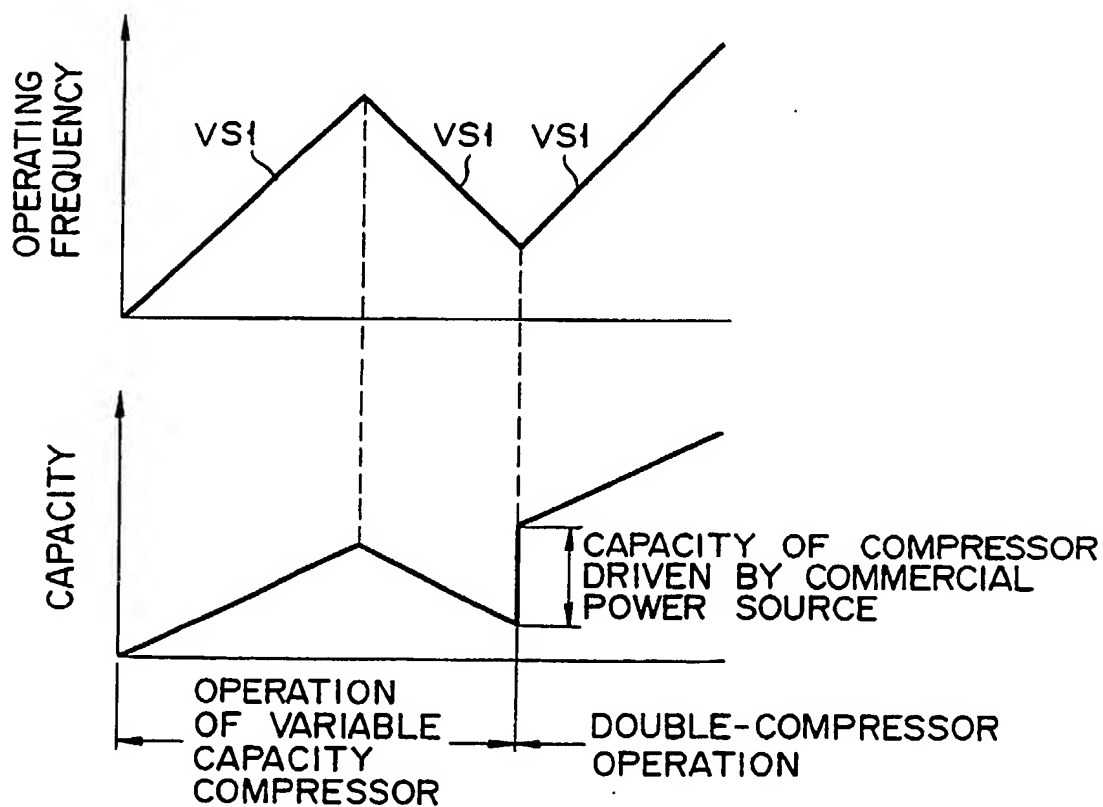 OPERATING
FREQUENCY
VS1
VS1
VS1
CAPACITY
CAPACITY OF COMPRESSOR
DRIVEN BY COMMERCIAL
POWER SOURCE
OPERATION
OF VARIABLE
CAPACITY
COMPRESSOR
DOUBLE-COMPRESSOR
OPERATION